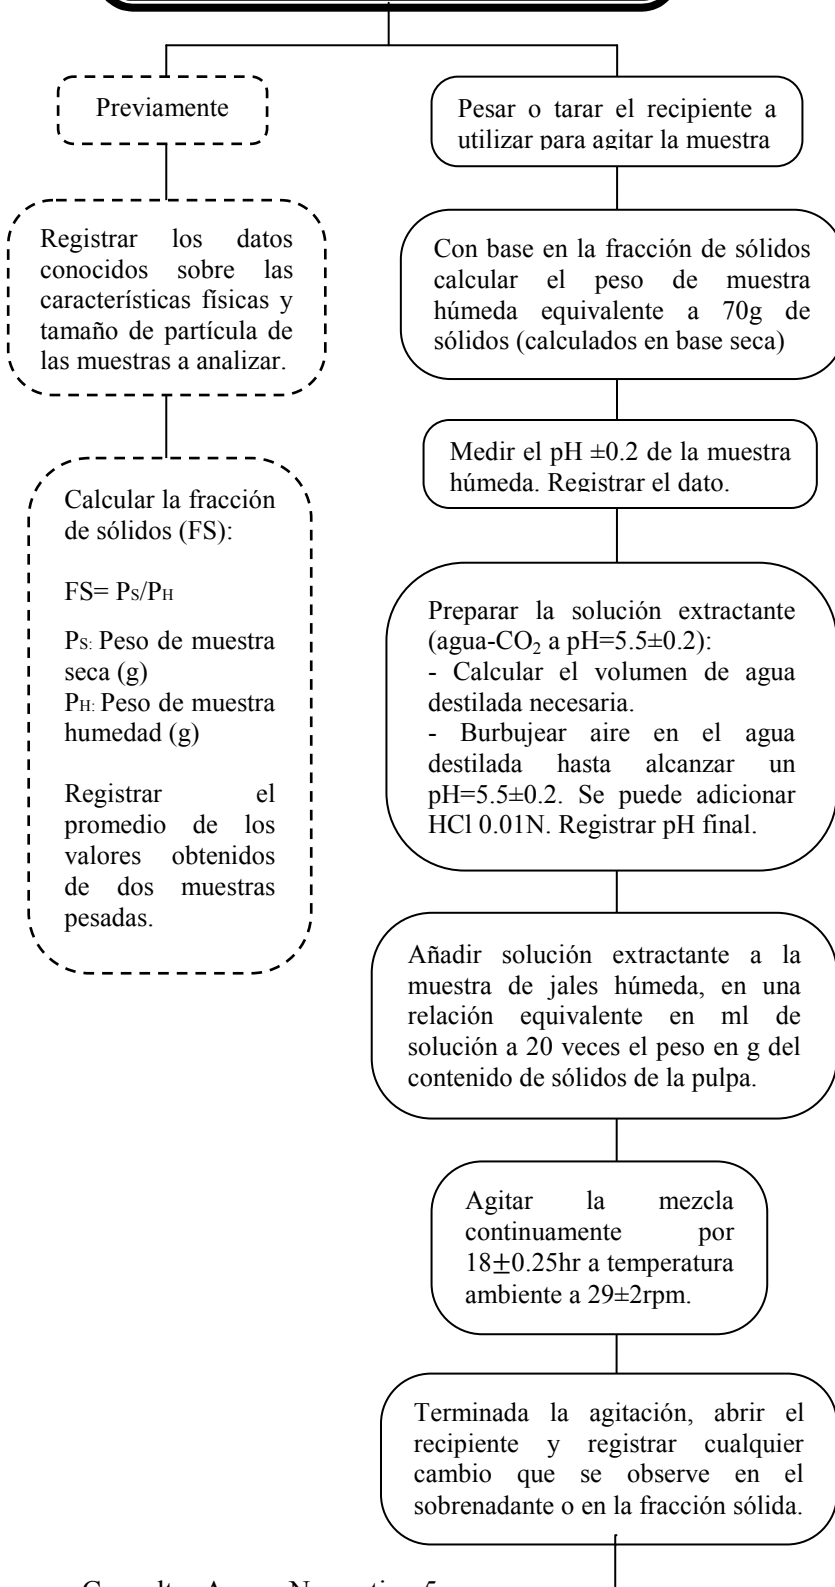 Previamente
Registrar los datos
conocidos sobre las
características físicas y
tamaño de partícula de
las muestras a analizar.
Calcular la fracción
de sólidos (FS):
FS= PS/PH
PS: Peso de muestra
seca (g)
PH: Peso de muestra
humedad (g)
Registrar el
promedio de los
valores obtenidos
de dos muestras
pesadas.
Pesar o tarar el recipiente a
utilizar para agitar la muestra
Con base en la fracción de sólidos
calcular el peso de muestra
húmeda equivalente a 70g de
sólidos (calculados en base seca)
Medir el pH ±0.2 de la muestra
húmeda. Registrar el dato.
Preparar la solución extractante
(agua-CO₂ a pH=5.5±0.2):
- Calcular el volumen de agua
destilada necesaria.
- Burbujear aire en el agua
destilada hasta alcanzar un
pH=5.5±0.2. Se puede adicionar
HCl 0.01N. Registrar pH final.
Añadir solución extractante a la
muestra de jales húmeda, en una
relación equivalente en ml de
solución a 20 veces el peso en g del
contenido de sólidos de la pulpa.
Agitar la mezcla
continuamente por
18±0.25hr a temperatura
ambiente a 29±2rpm.
Terminada la agitación, abrir el
recipiente y registrar cualquier
cambio que se observe en el
sobrenadante o en la fracción sólida.